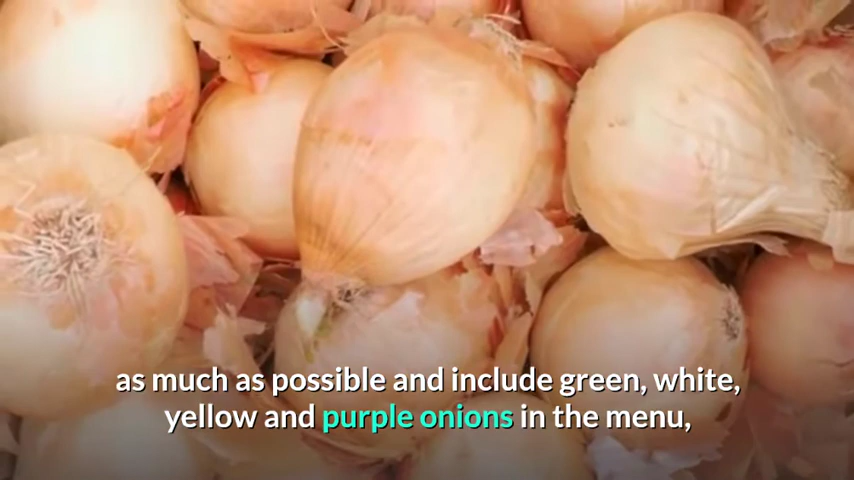 as much as possible and include green, white,
yellow and purple onions in the menu,